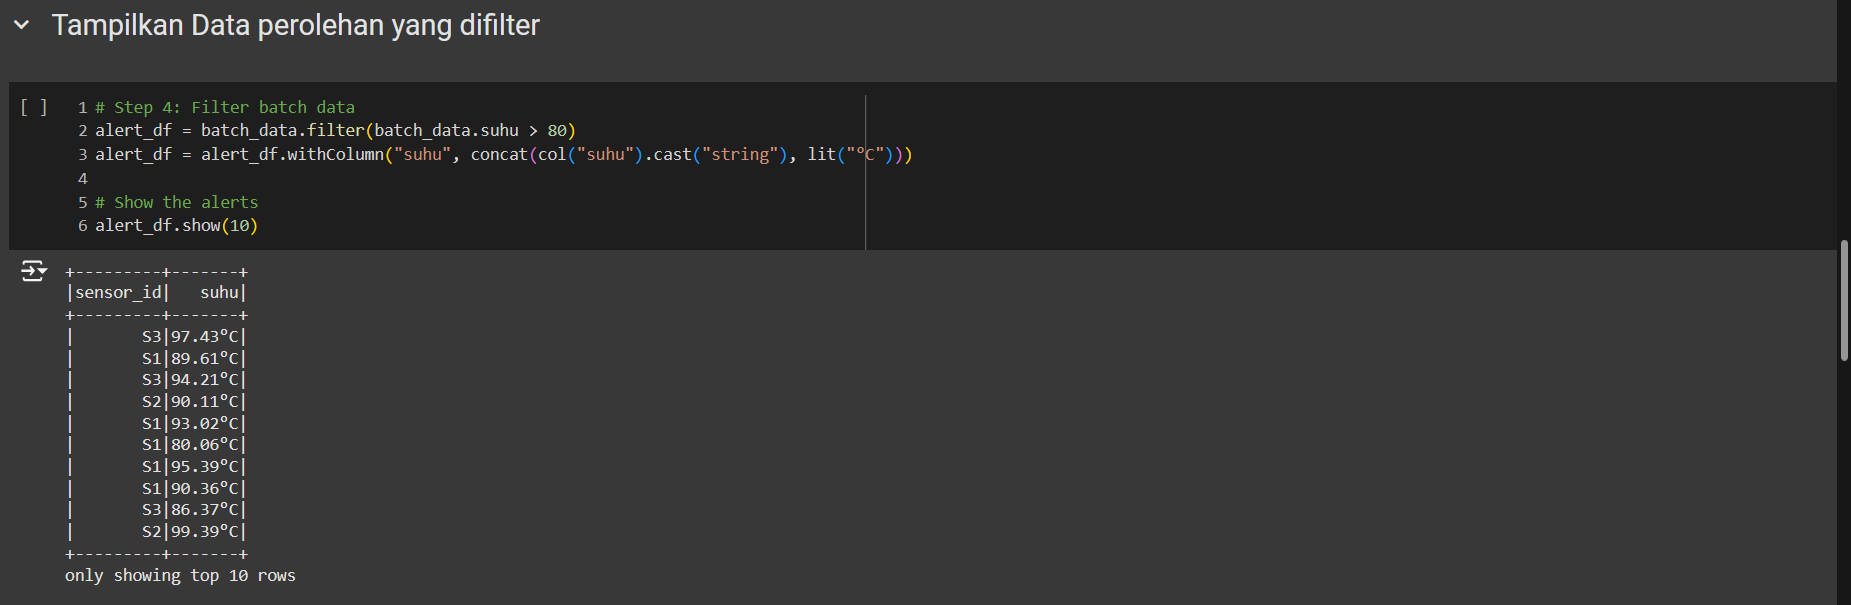 Tampilkan Data perolehan yang difilter
[ ] 1 # Step 4: Filter batch data
2 alert_df = batch_data.filter(batch_data.suhu > 80)
3 alert_df = alert_df.withColumn("suhu", concat(col("suhu").cast("string"), lit("°C")))
4
5 # Show the alerts
6 alert_df.show(10)
+---------+-------+
|sensor_id|   suhu|
+---------+-------+
|       S3|97.43°C|
|       S1|89.61°C|
|       S3|94.21°C|
|       S2|90.11°C|
|       S1|93.02°C|
|       S1|80.06°C|
|       S1|95.39°C|
|       S1|90.36°C|
|       S3|86.37°C|
|       S2|99.39°C|
+---------+-------+
only showing top 10 rows